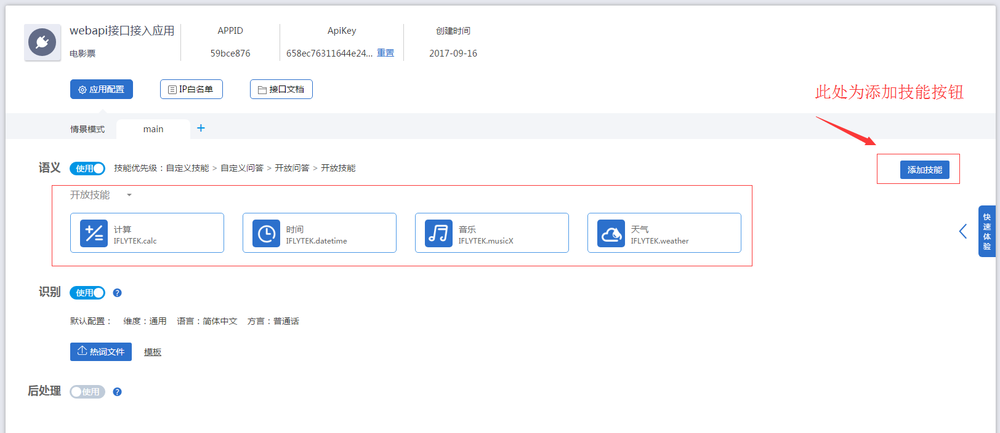 webapi接口接入应用
电影票
APPID
59bce876
ApiKey
658ec76311644e24... 重置
创建时间
2017-09-16
应用配置
IP白名单
接口文档
此处为添加技能按钮
情景模式
main
+
语义
使用
技能优先级：自定义技能 > 自定义问答 > 开放问答 > 开放技能
添加技能
开放技能
计算
IFLYTEK.calc
时间
IFLYTEK.datetime
音乐
IFLYTEK.musicX
天气
IFLYTEK.weather
快速体验
识别
使用
?
默认配置： 维度：通用 语言：简体中文 方言：普通话
热词文件
模板
后处理
使用
?